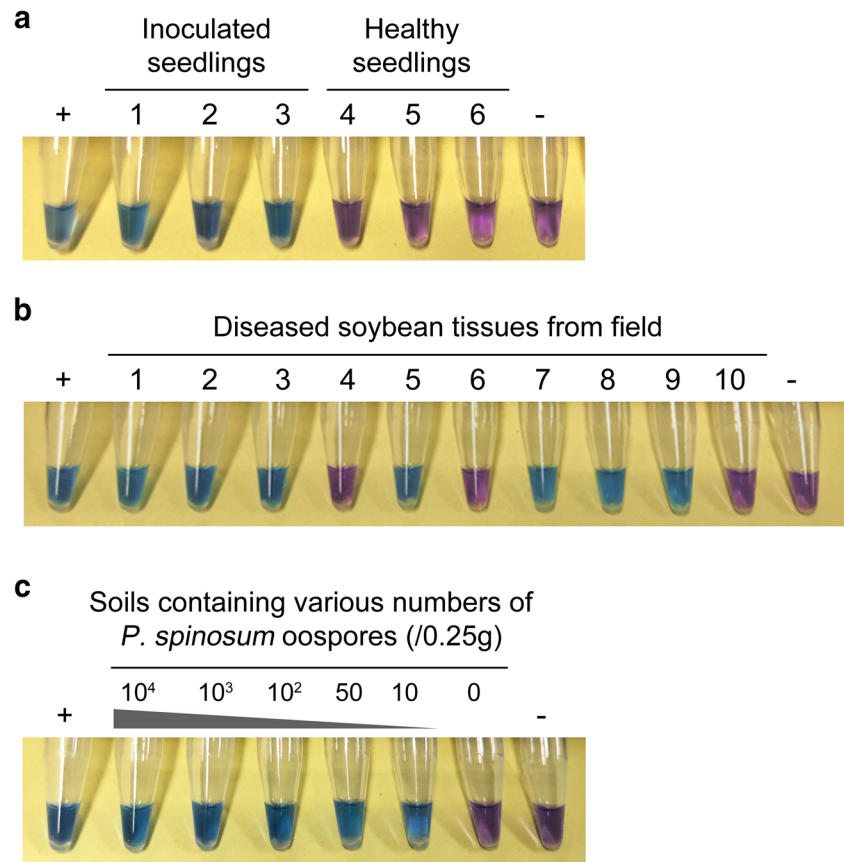 a
Inoculated seedlings
Healthy seedlings
+ 1 2 3 4 5 6 -
b
Diseased soybean tissues from field
+ 1 2 3 4 5 6 7 8 9 10 -
c
Soils containing various numbers of
P. spinosum oospores (/0.25g)
10⁴ 10³ 10² 50 10 0
+ -